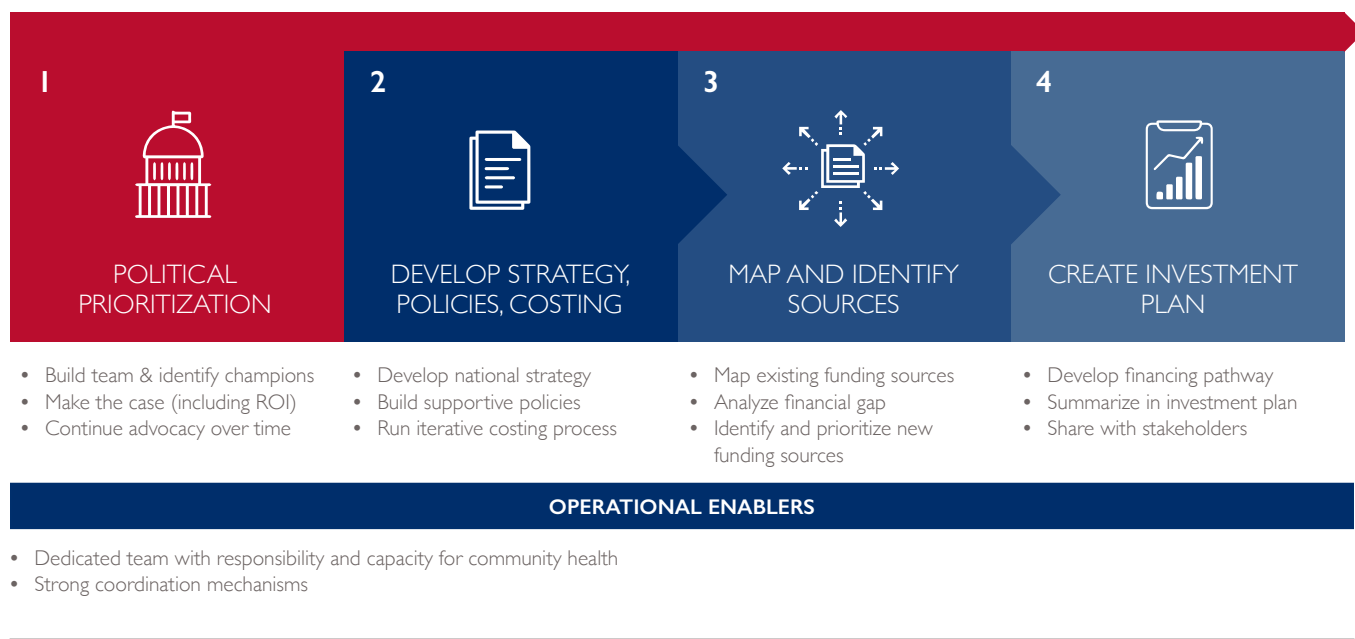 1
POLITICAL
PRIORITIZATION
• Build team & identify champions
• Make the case (including ROI)
• Continue advocacy over time
2
DEVELOP STRATEGY,
POLICIES, COSTING
• Develop national strategy
• Build supportive policies
• Run iterative costing process
3
MAP AND IDENTIFY
SOURCES
• Map existing funding sources
• Analyze financial gap
• Identify and prioritize new
funding sources
4
CREATE INVESTMENT
PLAN
• Develop financing pathway
• Summarize in investment plan
• Share with stakeholders
OPERATIONAL ENABLERS
• Dedicated team with responsibility and capacity for community health
• Strong coordination mechanisms